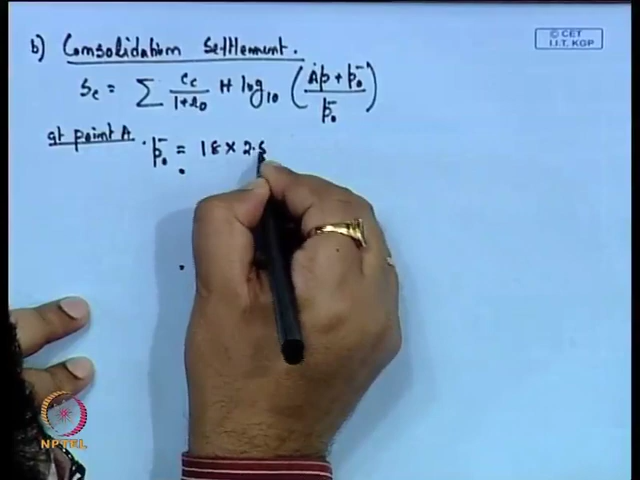 © CET
I.I.T. KGP
b) Consolidation Settlement.
Sc = ∑ Cc / 1+e0 H log10 (Δp + p̄0 / p̄0)
at point A. p̄0 = 18 × 2.5
NPTEL